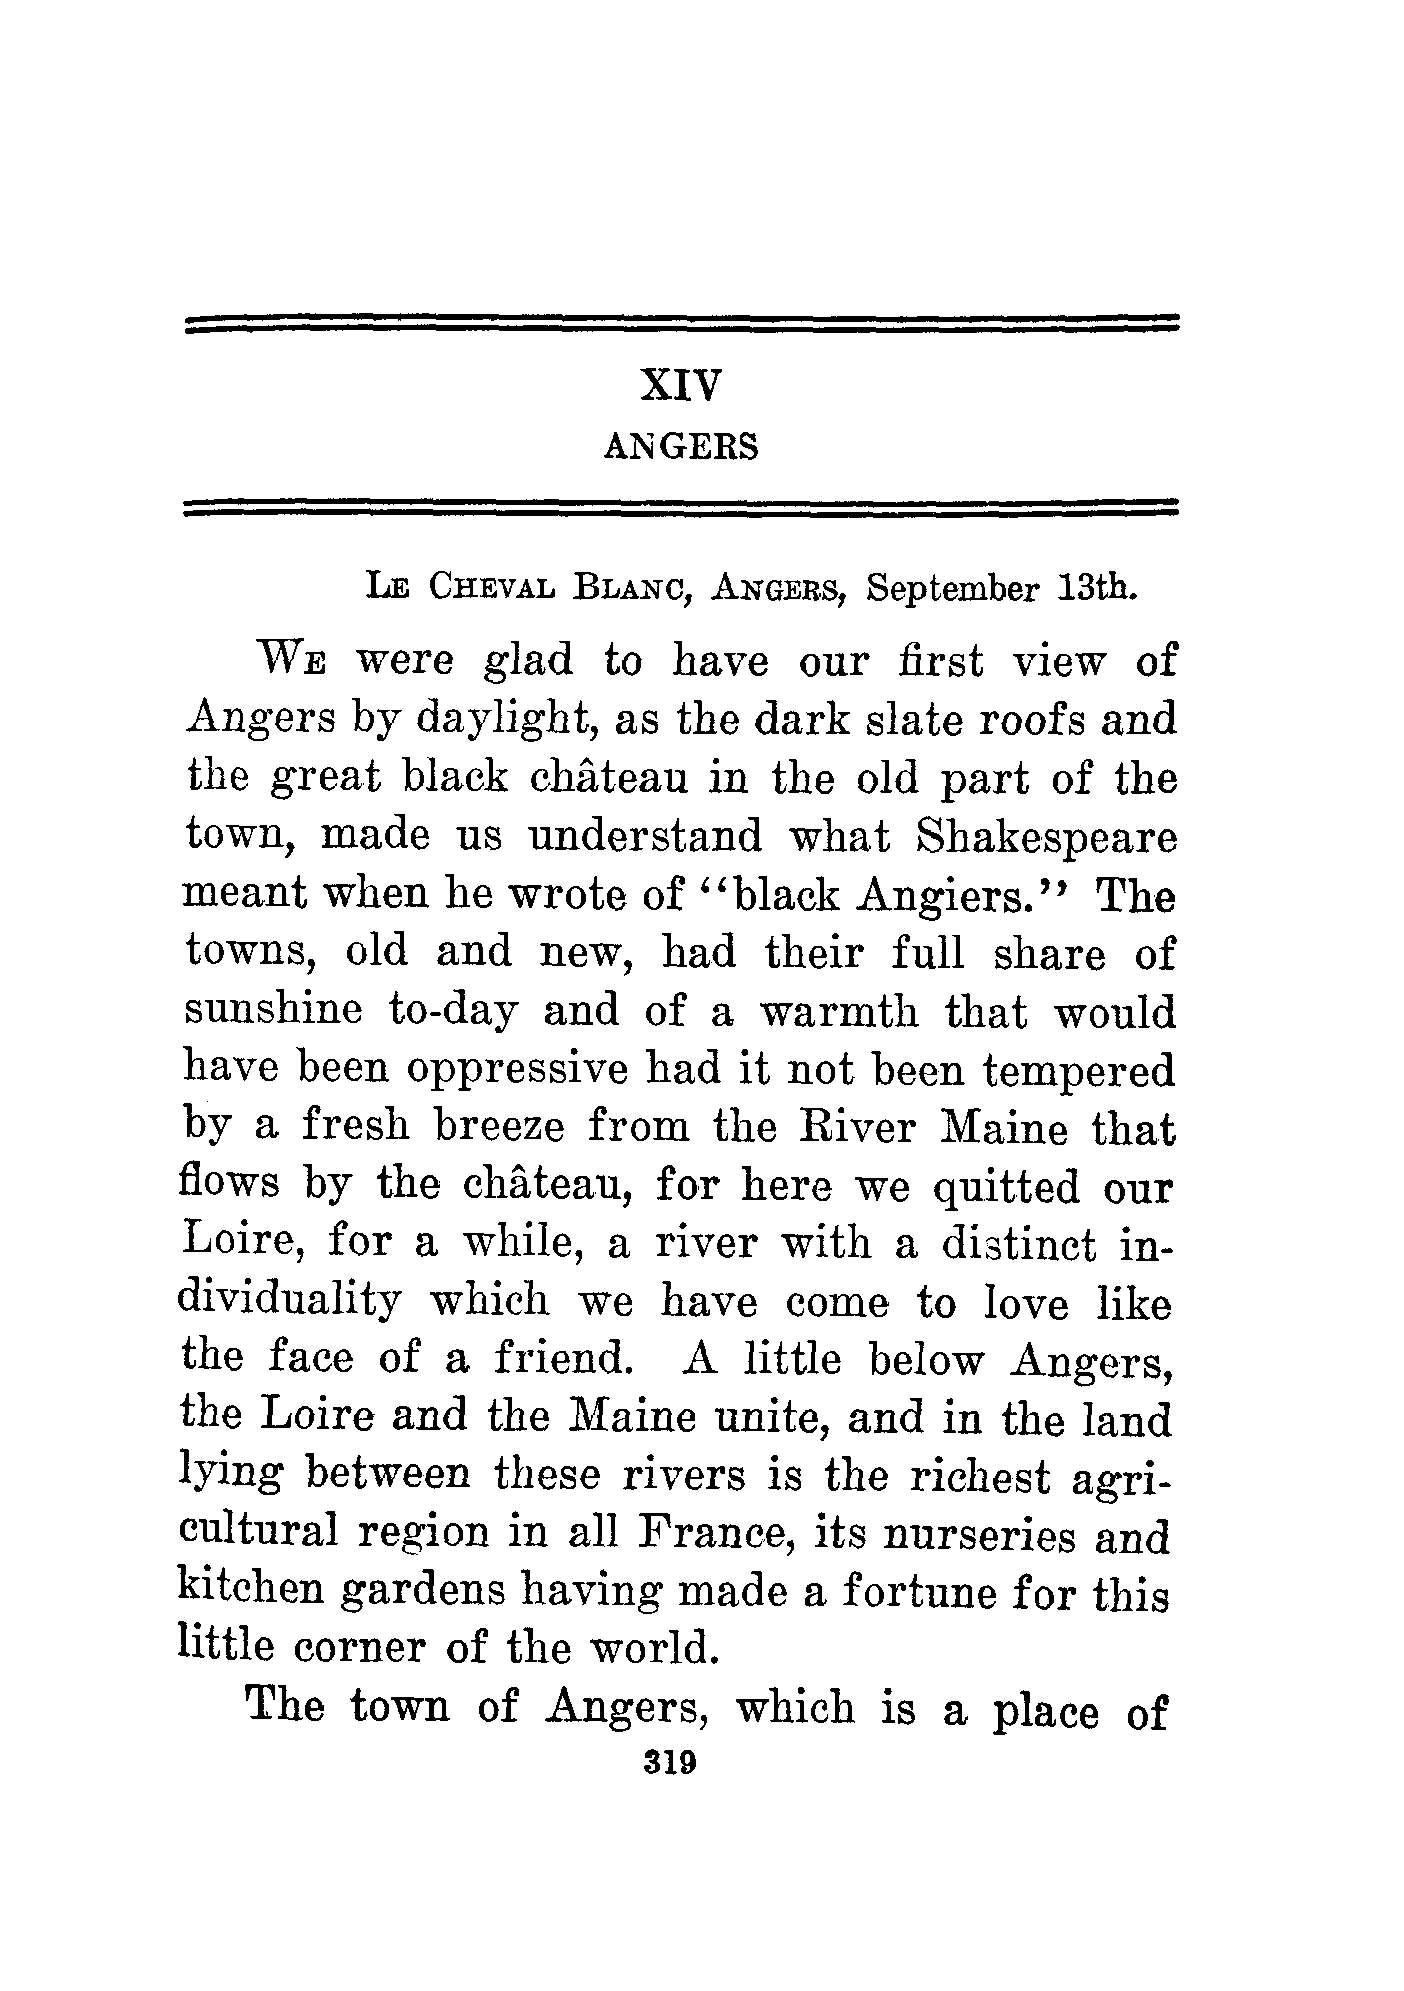 XIV
ANGERS
Le Cheval Blanc, Angers, September 13th.
We were glad to have our first view of
Angers by daylight, as the dark slate roofs and
the great black château in the old part of the
town, made us understand what Shakespeare
meant when he wrote of “black Angiers.” The
towns, old and new, had their full share of
sunshine to-day and of a warmth that would
have been oppressive had it not been tempered
by a fresh breeze from the River Maine that
flows by the château, for here we quitted our
Loire, for a while, a river with a distinct in-
dividuality which we have come to love like
the face of a friend. A little below Angers,
the Loire and the Maine unite, and in the land
lying between these rivers is the richest agri-
cultural region in all France, its nurseries and
kitchen gardens having made a fortune for this
little corner of the world.
The town of Angers, which is a place of
319